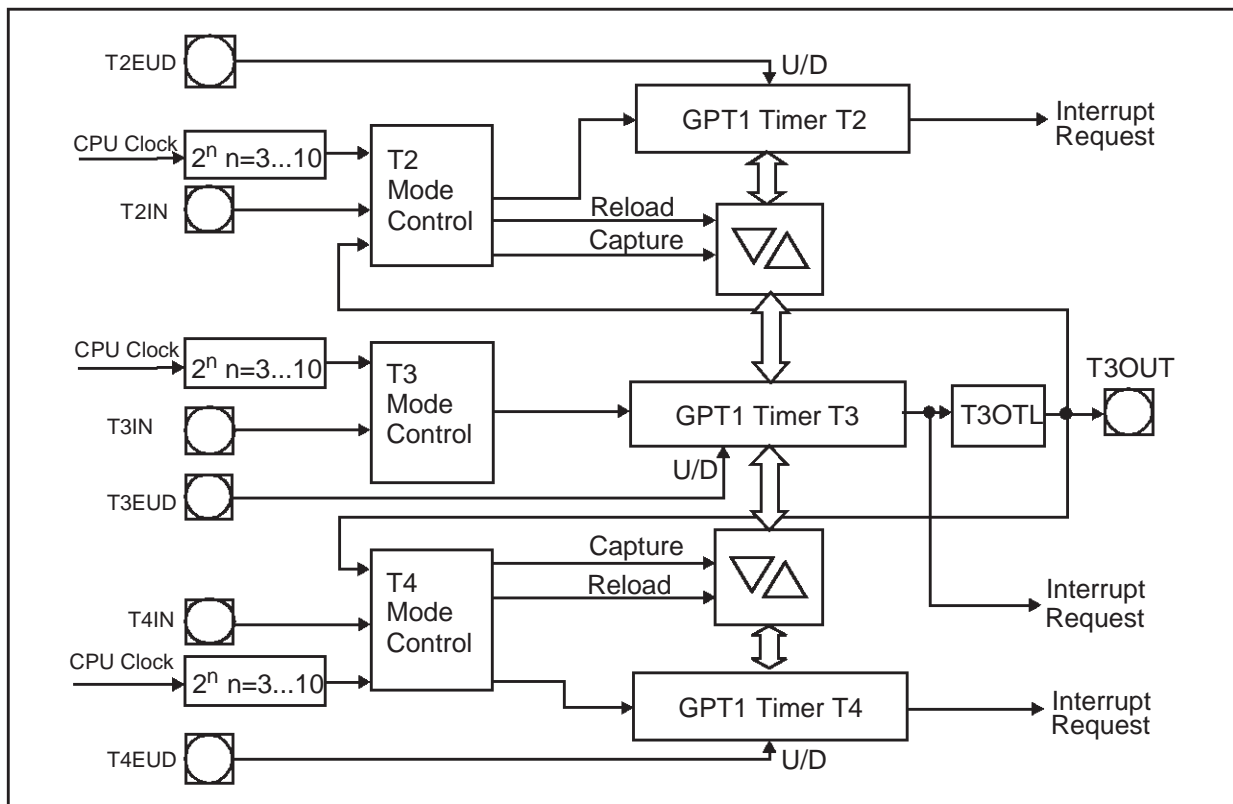 T2EUD
U/D
GPT1 Timer T2
Interrupt
Request
CPU Clock
2ⁿ n=3...10
T2
Mode
Control
T2IN
Reload
Capture
CPU Clock
2ⁿ n=3...10
T3
Mode
Control
T3IN
GPT1 Timer T3
T3OTL
T3OUT
U/D
T3EUD
Capture
Reload
T4
Mode
Control
T4IN
Interrupt
Request
CPU Clock
2ⁿ n=3...10
GPT1 Timer T4
Interrupt
Request
T4EUD
U/D